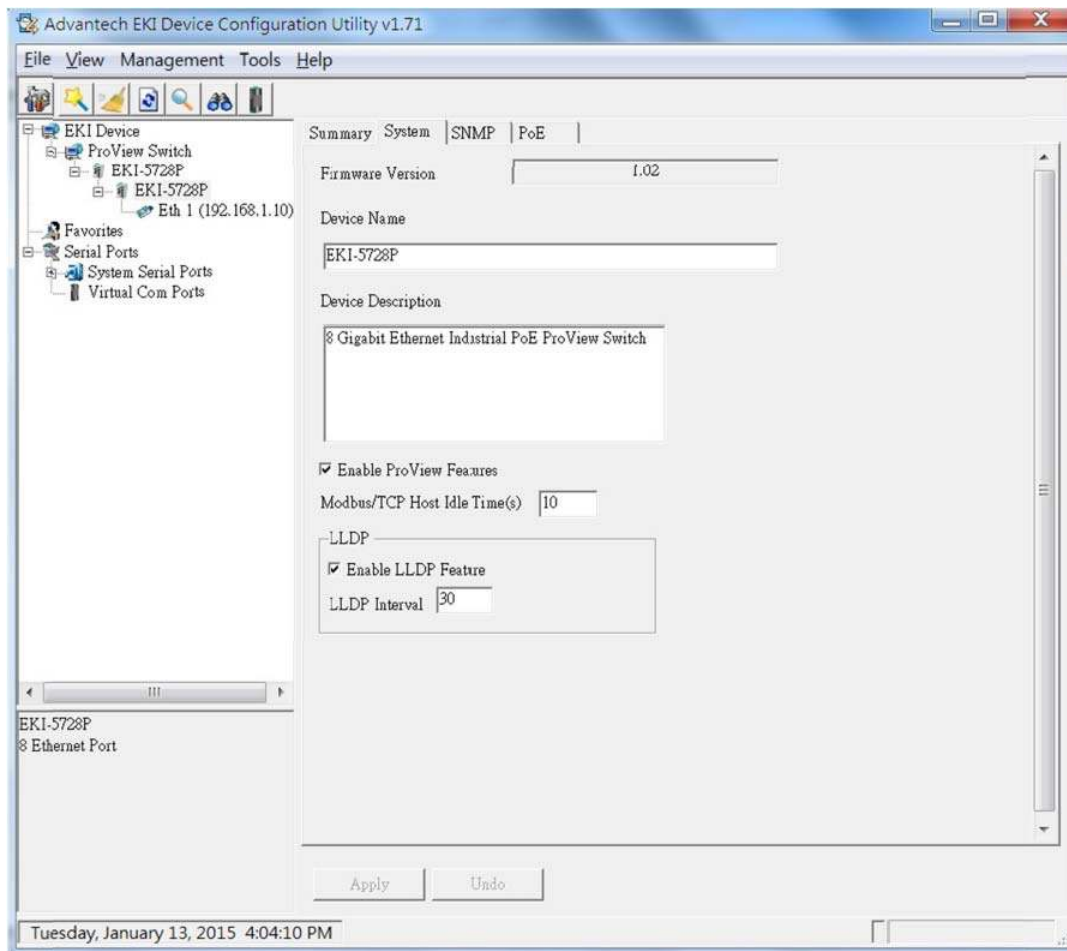 Advantech EKI Device Configuration Utility v1.71
File View Management Tools Help
EKI Device
ProView Switch
EKI-5728P
EKI-5728P
Eth 1 (192.168.1.10)
Favorites
Serial Ports
System Serial Ports
Virtual Com Ports
EKI-5728P
8 Ethernet Port
Summary System SNMP PoE
Firmware Version 1.02
Device Name
EKI-5728P
Device Description
8 Gigabit Ethernet Industrial PoE ProView Switch
Enable ProView Features
Modbus/TCP Host Idle Time(s) 10
LLDP
Enable LLDP Feature
LLDP Interval 30
Apply Undo
Tuesday, January 13, 2015 4:04:10 PM